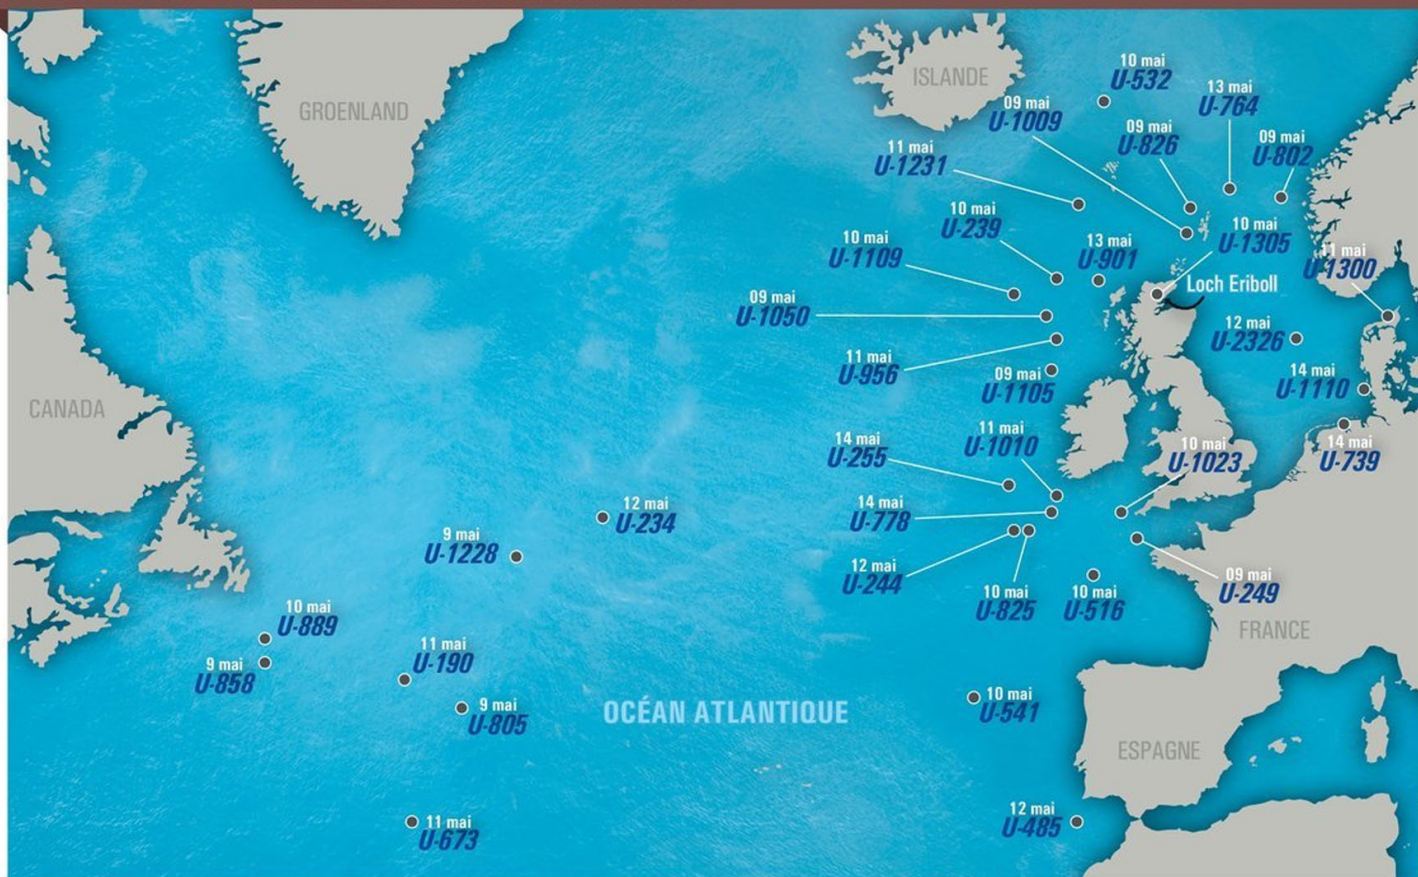 GROENLAND
ISLANDE
10 mai
U-532
13 mai
U-764
09 mai
U-1009
09 mai
U-826
09 mai
U-802
11 mai
U-1231
10 mai
U-239
10 mai
U-1305
10 mai
U-1109
13 mai
U-901
11 mai
U-1300
Loch Eriboll
09 mai
U-1050
12 mai
U-2326
11 mai
U-956
09 mai
U-1105
14 mai
U-1110
CANADA
14 mai
U-255
11 mai
U-1010
10 mai
U-1023
14 mai
U-739
12 mai
U-234
14 mai
U-778
9 mai
U-1228
12 mai
U-244
10 mai
U-825
10 mai
U-516
09 mai
U-249
10 mai
U-889
FRANCE
11 mai
U-190
9 mai
U-858
9 mai
U-805
OCÉAN ATLANTIQUE
10 mai
U-541
ESPAGNE
11 mai
U-673
12 mai
U-485